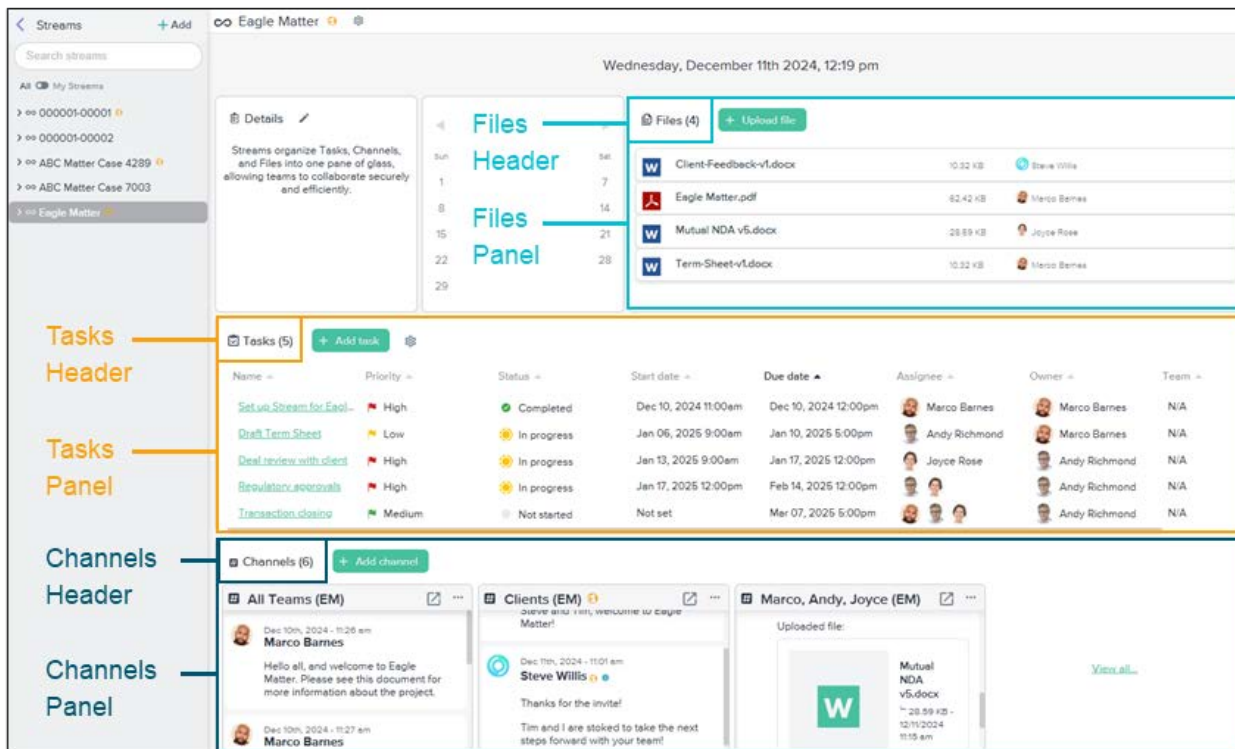 Streams + Add
Search streams
All My Streams
000001-00001
000001-00002
ABC Matter Case 4289
ABC Matter Case 7003
Eagle Matter
Eagle Matter
Wednesday, December 11th 2024, 12:19 pm
Details
Streams organize Tasks, Channels,
and Files into one pane of glass,
allowing teams to collaborate securely
and efficiently.
Sun Sat
1 7
8 14
15 21
22 28
29
Files
Header
Files
Panel
Files (4) + Upload file
Client-Feedback-v1.docx 10.32 KB Steve Willis
Eagle Matter.pdf 62.42 KB Marco Barnes
Mutual NDA v5.docx 28.59 KB Joyce Rose
Term-Sheet-v1.docx 10.32 KB Marco Barnes
Tasks
Header
Tasks
Panel
Tasks (5) + Add task
Name Priority Status Start date Due date Assignee Owner Team
Set up Stream for Eagl... High Completed Dec 10, 2024 11:00am Dec 10, 2024 12:00pm Marco Barnes Marco Barnes N/A
Draft Term Sheet Low In progress Jan 06, 2025 9:00am Jan 10, 2025 5:00pm Andy Richmond Marco Barnes N/A
Deal review with client High In progress Jan 13, 2025 9:00am Jan 17, 2025 12:00pm Joyce Rose Andy Richmond N/A
Regulatory approvals High In progress Jan 17, 2025 12:00pm Feb 14, 2025 12:00pm Andy Richmond N/A
Transaction closing Medium Not started Not set Mar 07, 2025 5:00pm Andy Richmond N/A
Channels
Header
Channels
Panel
Channels (6) + Add channel
All Teams (EM)
Dec 10th, 2024 - 11:26 am
Marco Barnes
Hello all, and welcome to Eagle
Matter. Please see this document for
more information about the project.
Dec 10th, 2024 - 11:27 am
Marco Barnes
Clients (EM)
Steve and Tim, welcome to Eagle
Matter!
Dec 11th, 2024 - 11:01 am
Steve Willis
Thanks for the invite!
Tim and I are stoked to take the next
steps forward with your team!
Marco, Andy, Joyce (EM)
Uploaded file:
W
Mutual
NDA
v5.docx
28.59 KB -
12/11/2024
11:15 am
View all...